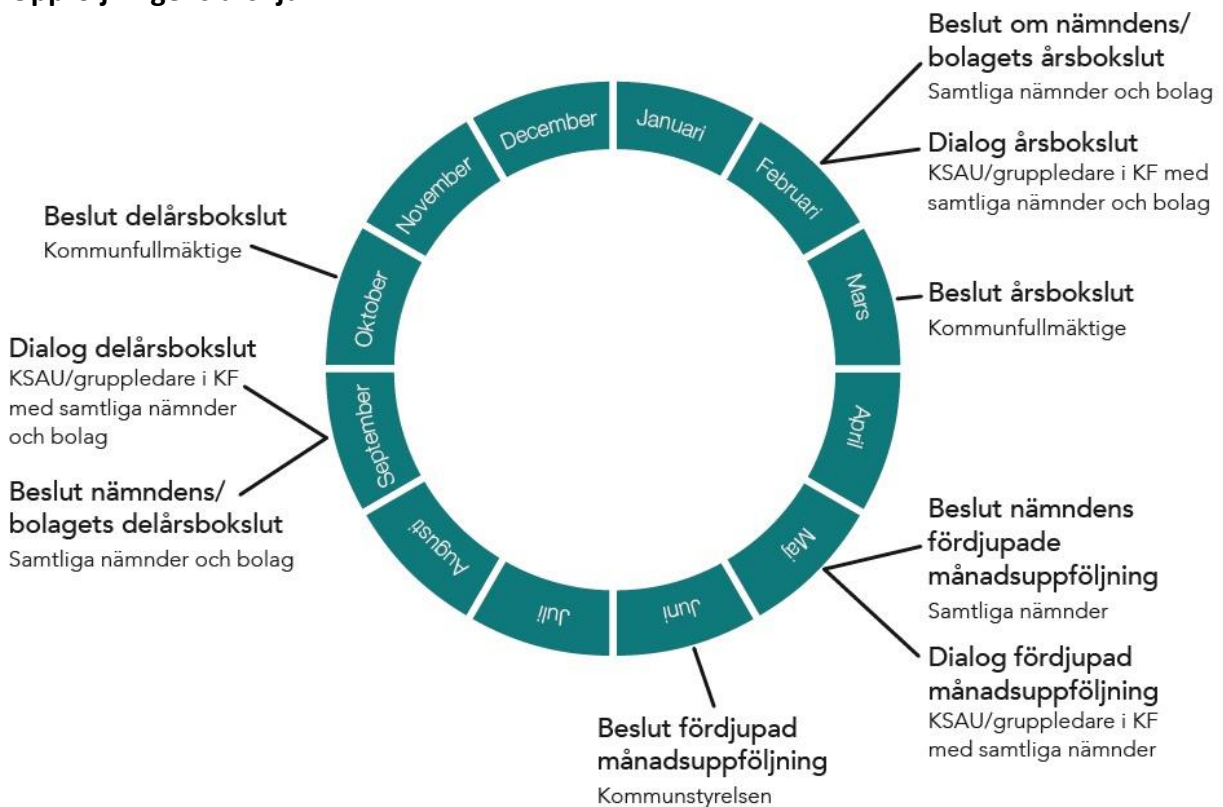 Beslut om nämndens/
bolagets årsbokslut
Samtliga nämnder och bolag
Dialog årsbokslut
KSAU/gruppledare i KF med
samtliga nämnder och bolag
Beslut årsbokslut
Kommunfullmäktige
Beslut nämndens
fördjupade
månadsuppföljning
Samtliga nämnder
Dialog fördjupad
månadsuppföljning
KSAU/gruppledare i KF
med samtliga nämnder
Beslut fördjupad
månadsuppföljning
Kommunstyrelsen
Beslut nämndens/
bolagets delårsbokslut
Samtliga nämnder och bolag
Dialog delårsbokslut
KSAU/gruppledare i KF
med samtliga nämnder
och bolag
Beslut delårsbokslut
Kommunfullmäktige
Januari
Februari
Mars
April
Maj
Juni
Juli
Augusti
September
Oktober
November
December